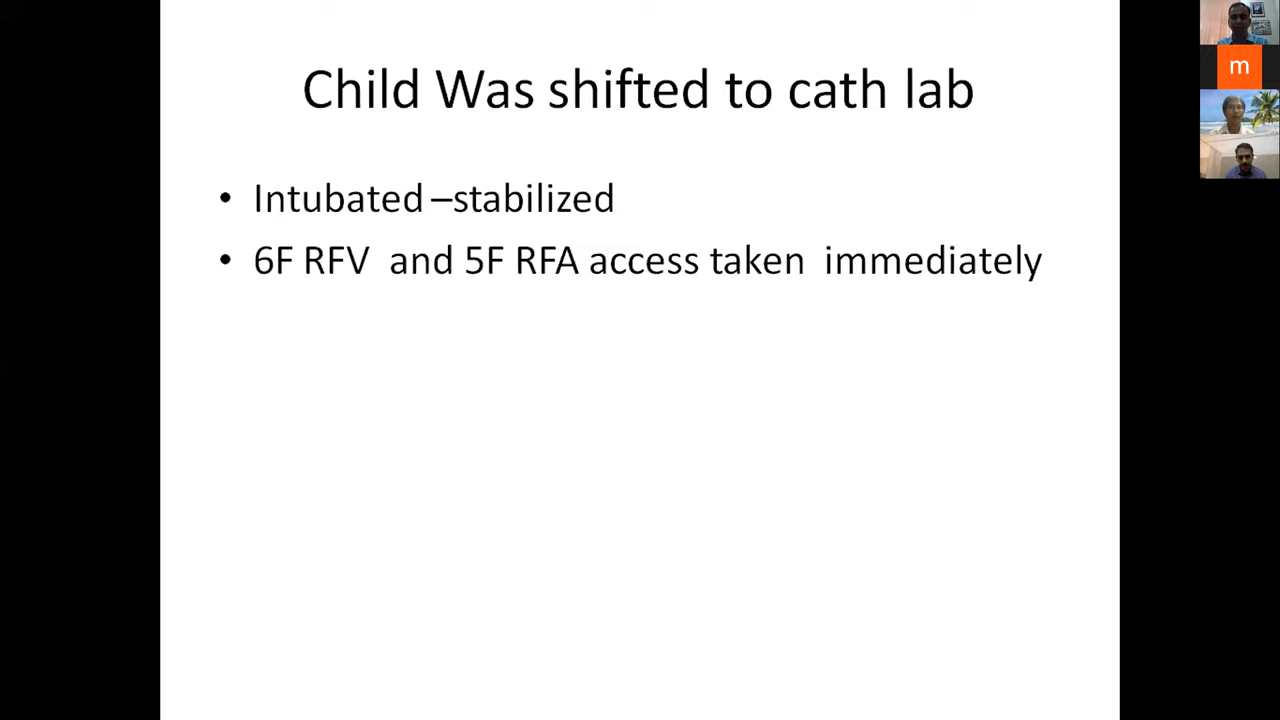 Child Was shifted to cath lab
• Intubated –stabilized
• 6F RFV and 5F RFA access taken immediately
m